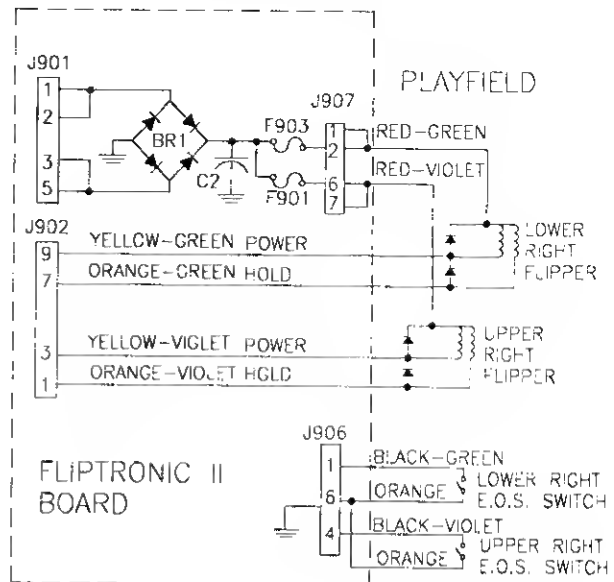 J901
1
2
3
5
BR1
C2
F903
F901
J907
1
2
6
7
PLAYFIELD
RED-GREEN
RED-VIOLET
J902
9
7
3
1
YELLOW-GREEN POWER
ORANGE-GREEN HOLD
LOWER
RIGHT
FLIPPER
YELLOW-VIOLET POWER
ORANGE-VIOLET HOLD
UPPER
RIGHT
FLIPPER
FLIPTRONIC II
BOARD
J906
1
6
4
BLACK-GREEN
ORANGE
LOWER RIGHT
E.O.S. SWITCH
BLACK-VIOLET
ORANGE
UPPER RIGHT
E.O.S. SWITCH